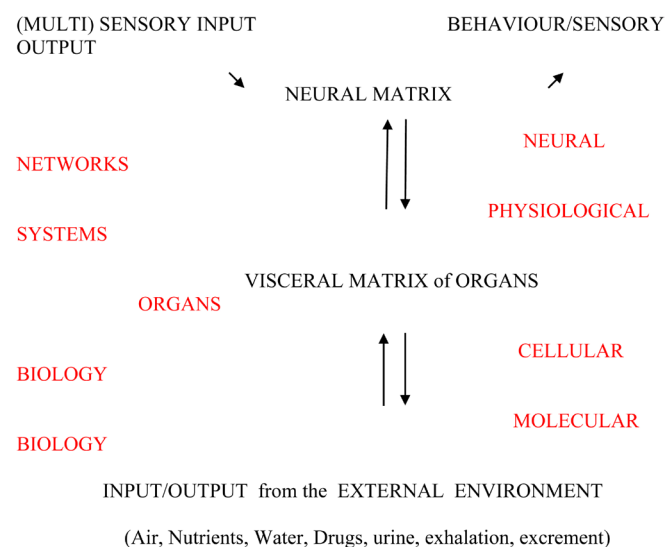 (MULTI) SENSORY INPUT BEHAVIOUR/SENSORY
OUTPUT
NEURAL MATRIX
NEURAL
NETWORKS
PHYSIOLOGICAL
SYSTEMS
VISCERAL MATRIX of ORGANS
ORGANS
CELLULAR
BIOLOGY
MOLECULAR
BIOLOGY
INPUT/OUTPUT from the EXTERNAL ENVIRONMENT
(Air, Nutrients, Water, Drugs, urine, exhalation, excrement)